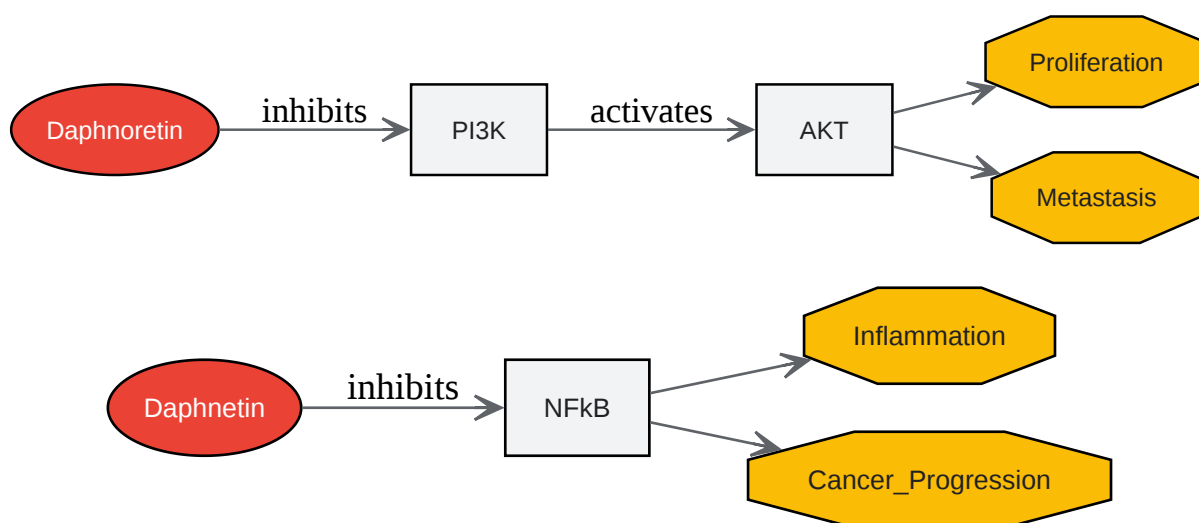 Daphnoretin
inhibits
PI3K
activates
AKT
Proliferation
Metastasis
Daphnetin
inhibits
NFkB
Inflammation
Cancer_Progression